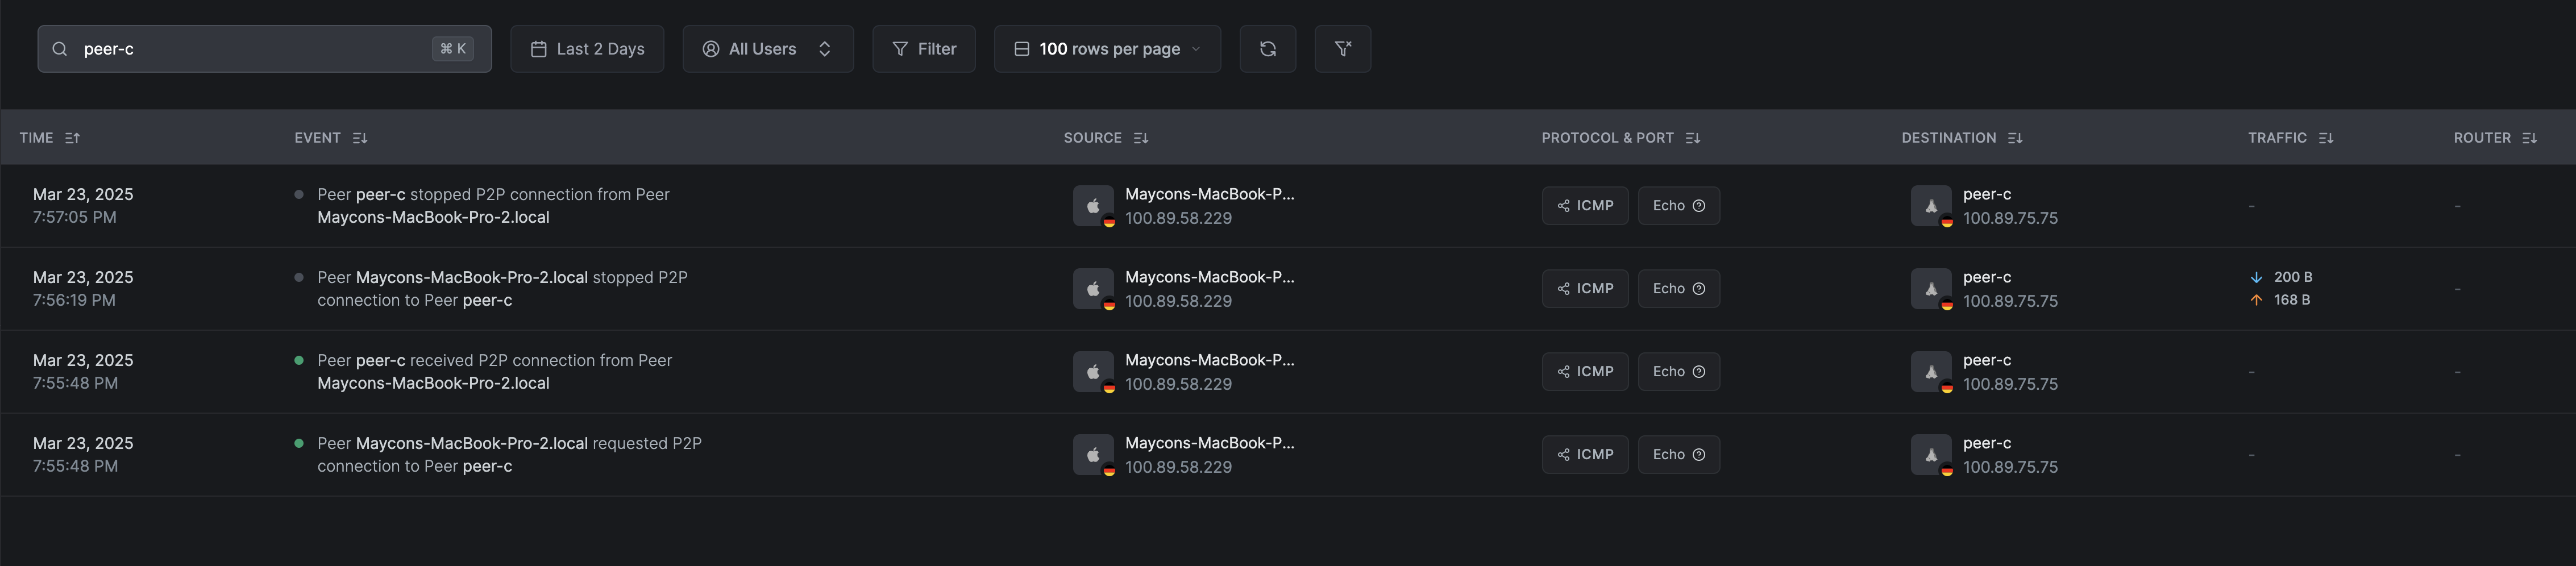 peer-c ⌘ K Last 2 Days All Users Filter 100 rows per page
TIME EVENT SOURCE PROTOCOL & PORT DESTINATION TRAFFIC ROUTER
Mar 23, 2025
7:57:05 PM
Peer peer-c stopped P2P connection from Peer
Maycons-MacBook-Pro-2.local
Maycons-MacBook-P...
100.89.58.229
ICMP Echo
peer-c
100.89.75.75
-
-
Mar 23, 2025
7:56:19 PM
Peer Maycons-MacBook-Pro-2.local stopped P2P
connection to Peer peer-c
Maycons-MacBook-P...
100.89.58.229
ICMP Echo
peer-c
100.89.75.75
200 B
168 B
-
Mar 23, 2025
7:55:48 PM
Peer peer-c received P2P connection from Peer
Maycons-MacBook-Pro-2.local
Maycons-MacBook-P...
100.89.58.229
ICMP Echo
peer-c
100.89.75.75
-
-
Mar 23, 2025
7:55:48 PM
Peer Maycons-MacBook-Pro-2.local requested P2P
connection to Peer peer-c
Maycons-MacBook-P...
100.89.58.229
ICMP Echo
peer-c
100.89.75.75
-
-